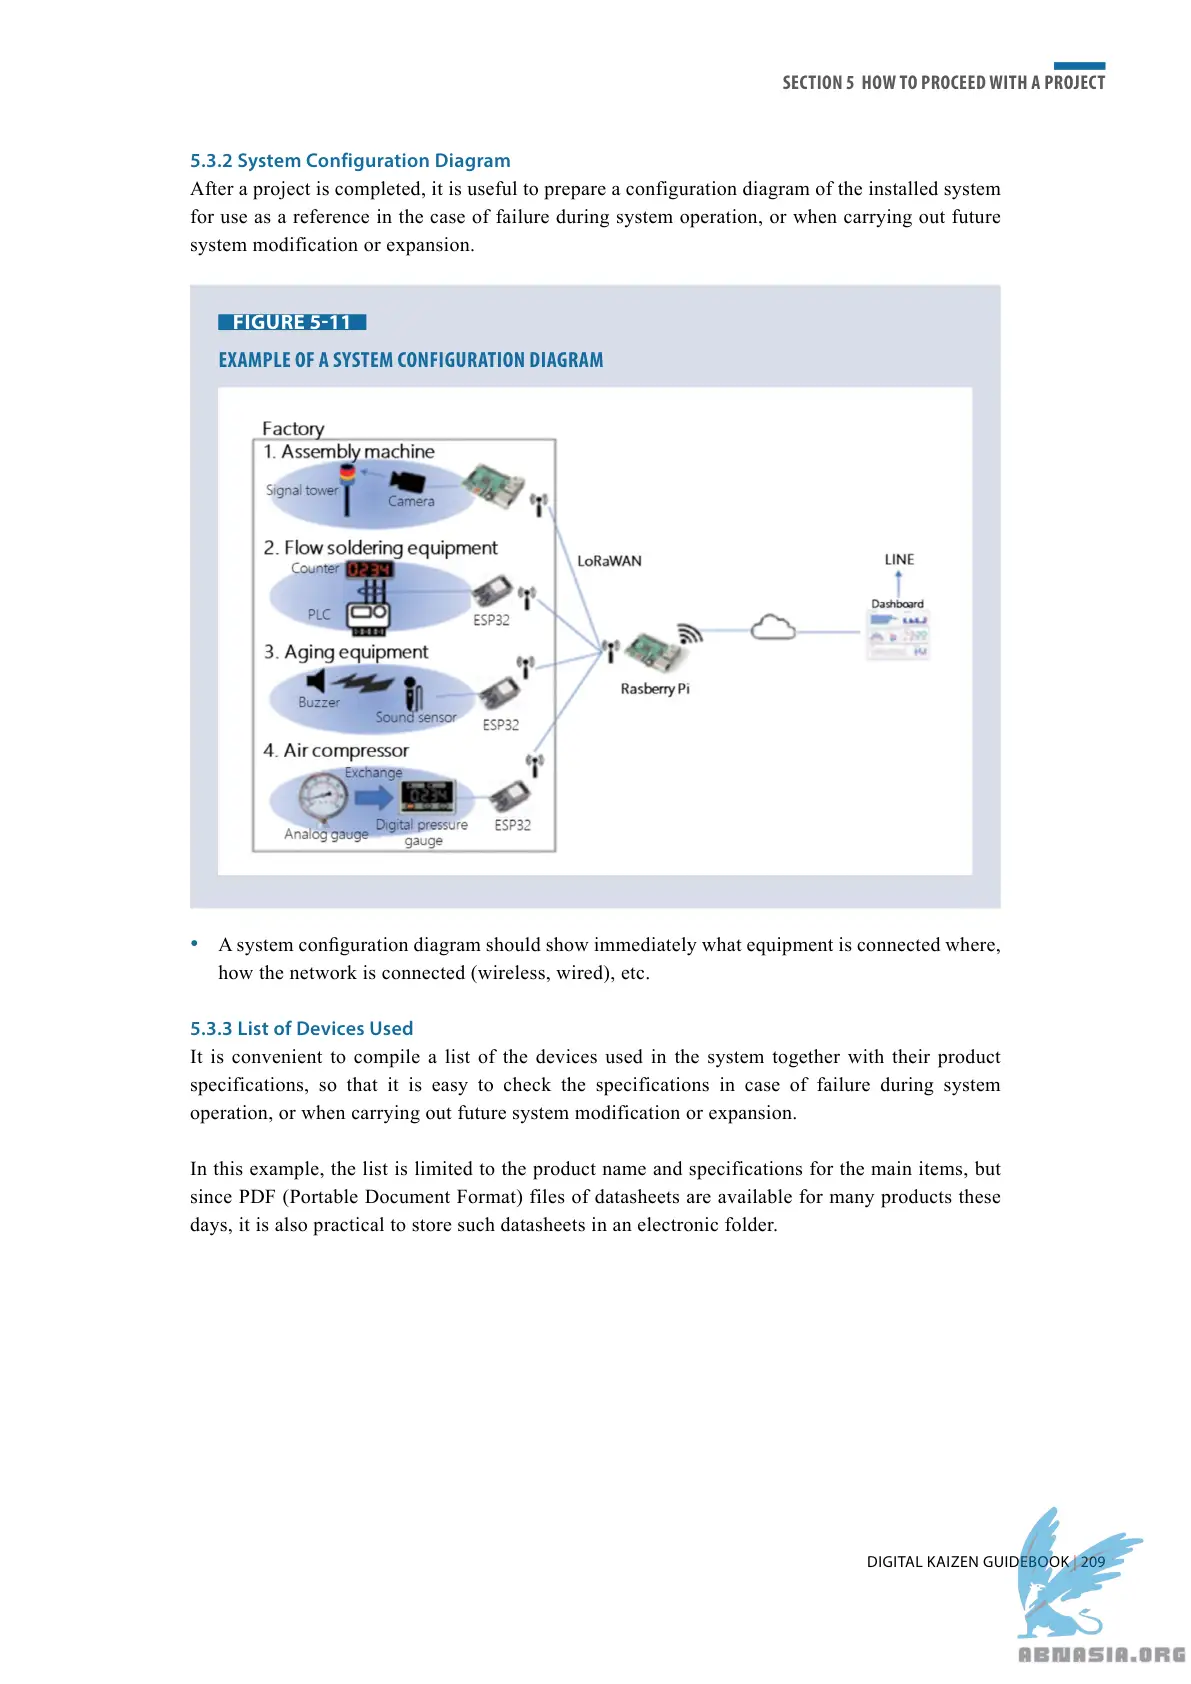 SECTION 5 HOW TO PROCEED WITH A PROJECT
5.3.2 System Configuration Diagram
After a project is completed, it is useful to prepare a configuration diagram of the installed system
for use as a reference in the case of failure during system operation, or when carrying out future
system modification or expansion.
FIGURE 5-11
EXAMPLE OF A SYSTEM CONFIGURATION DIAGRAM
Factory
1. Assembly machine
Signal tower
Camera
2. Flow soldering equipment
Counter
0234
PLC
ESP32
3. Aging equipment
Buzzer
Sound sensor
ESP32
4. Air compressor
Exchange
0234
Analog gauge
Digital pressure
gauge
ESP32
LoRaWAN
Rasberry Pi
LINE
Dashboard
• A system configuration diagram should show immediately what equipment is connected where,
how the network is connected (wireless, wired), etc.
5.3.3 List of Devices Used
It is convenient to compile a list of the devices used in the system together with their product
specifications, so that it is easy to check the specifications in case of failure during system
operation, or when carrying out future system modification or expansion.
In this example, the list is limited to the product name and specifications for the main items, but
since PDF (Portable Document Format) files of datasheets are available for many products these
days, it is also practical to store such datasheets in an electronic folder.
DIGITAL KAIZEN GUIDEBOOK | 209
ABNASIA.ORG